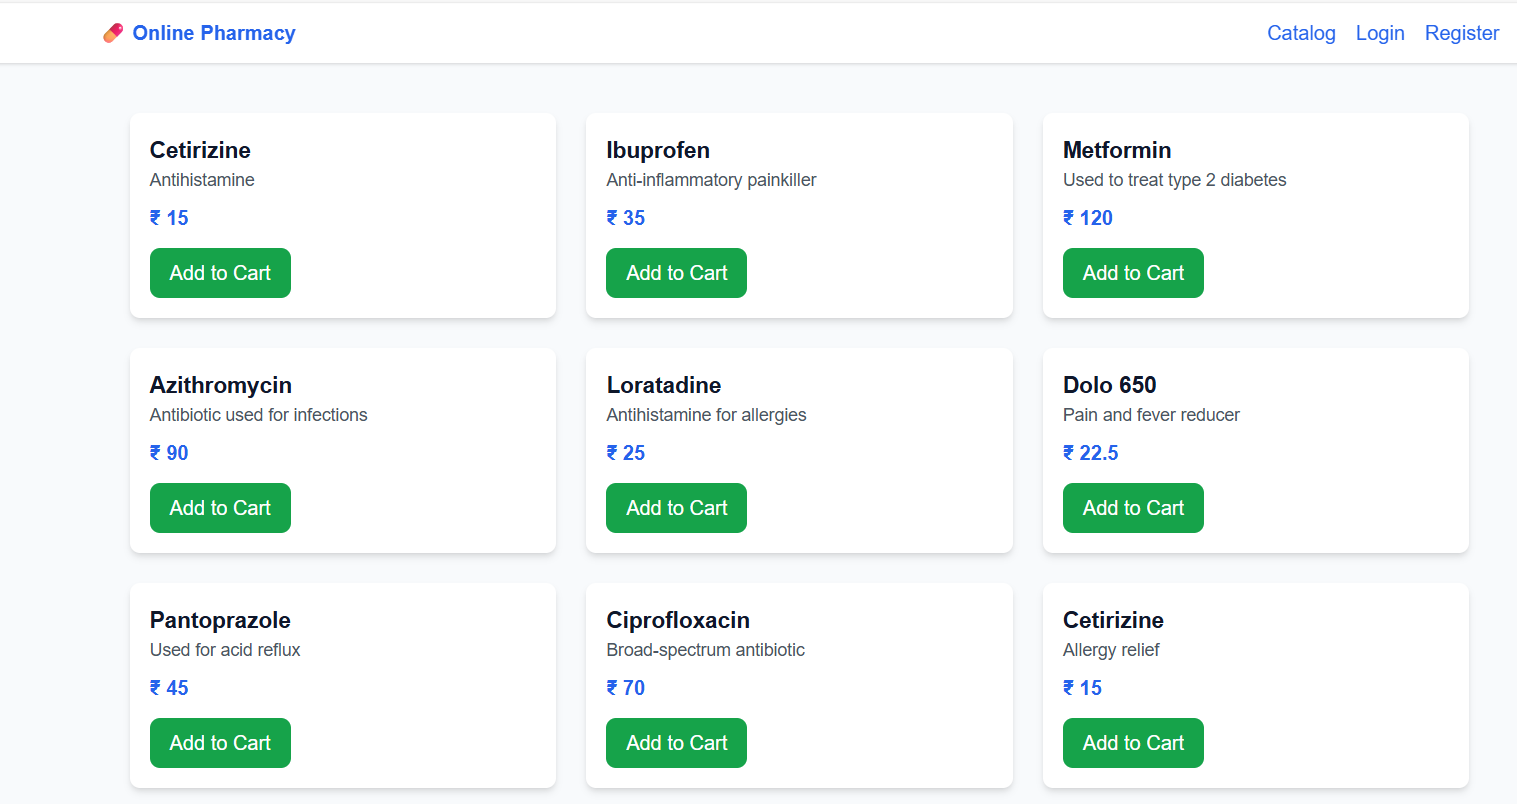 Online Pharmacy
Catalog Login Register
Cetirizine
Antihistamine
₹ 15
Add to Cart
Ibuprofen
Anti-inflammatory painkiller
₹ 35
Add to Cart
Metformin
Used to treat type 2 diabetes
₹ 120
Add to Cart
Azithromycin
Antibiotic used for infections
₹ 90
Add to Cart
Loratadine
Antihistamine for allergies
₹ 25
Add to Cart
Dolo 650
Pain and fever reducer
₹ 22.5
Add to Cart
Pantoprazole
Used for acid reflux
₹ 45
Add to Cart
Ciprofloxacin
Broad-spectrum antibiotic
₹ 70
Add to Cart
Cetirizine
Allergy relief
₹ 15
Add to Cart